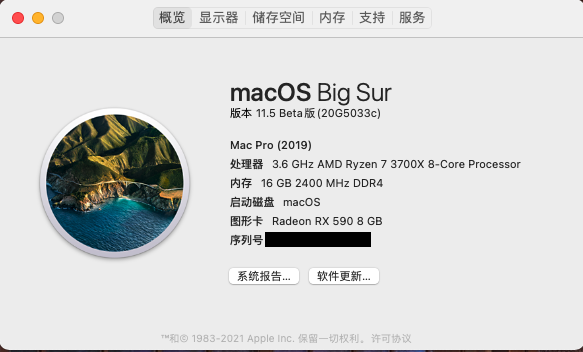 概览 显示器 储存空间 内存 支持 服务
macOS Big Sur
版本 11.5 Beta版 (20G5033c)
Mac Pro (2019)
处理器 3.6 GHz AMD Ryzen 7 3700X 8-Core Processor
内存 16 GB 2400 MHz DDR4
启动磁盘 macOS
图形卡 Radeon RX 590 8 GB
序列号
系统报告... 软件更新...
™和© 1983-2021 Apple Inc. 保留一切权利。许可协议